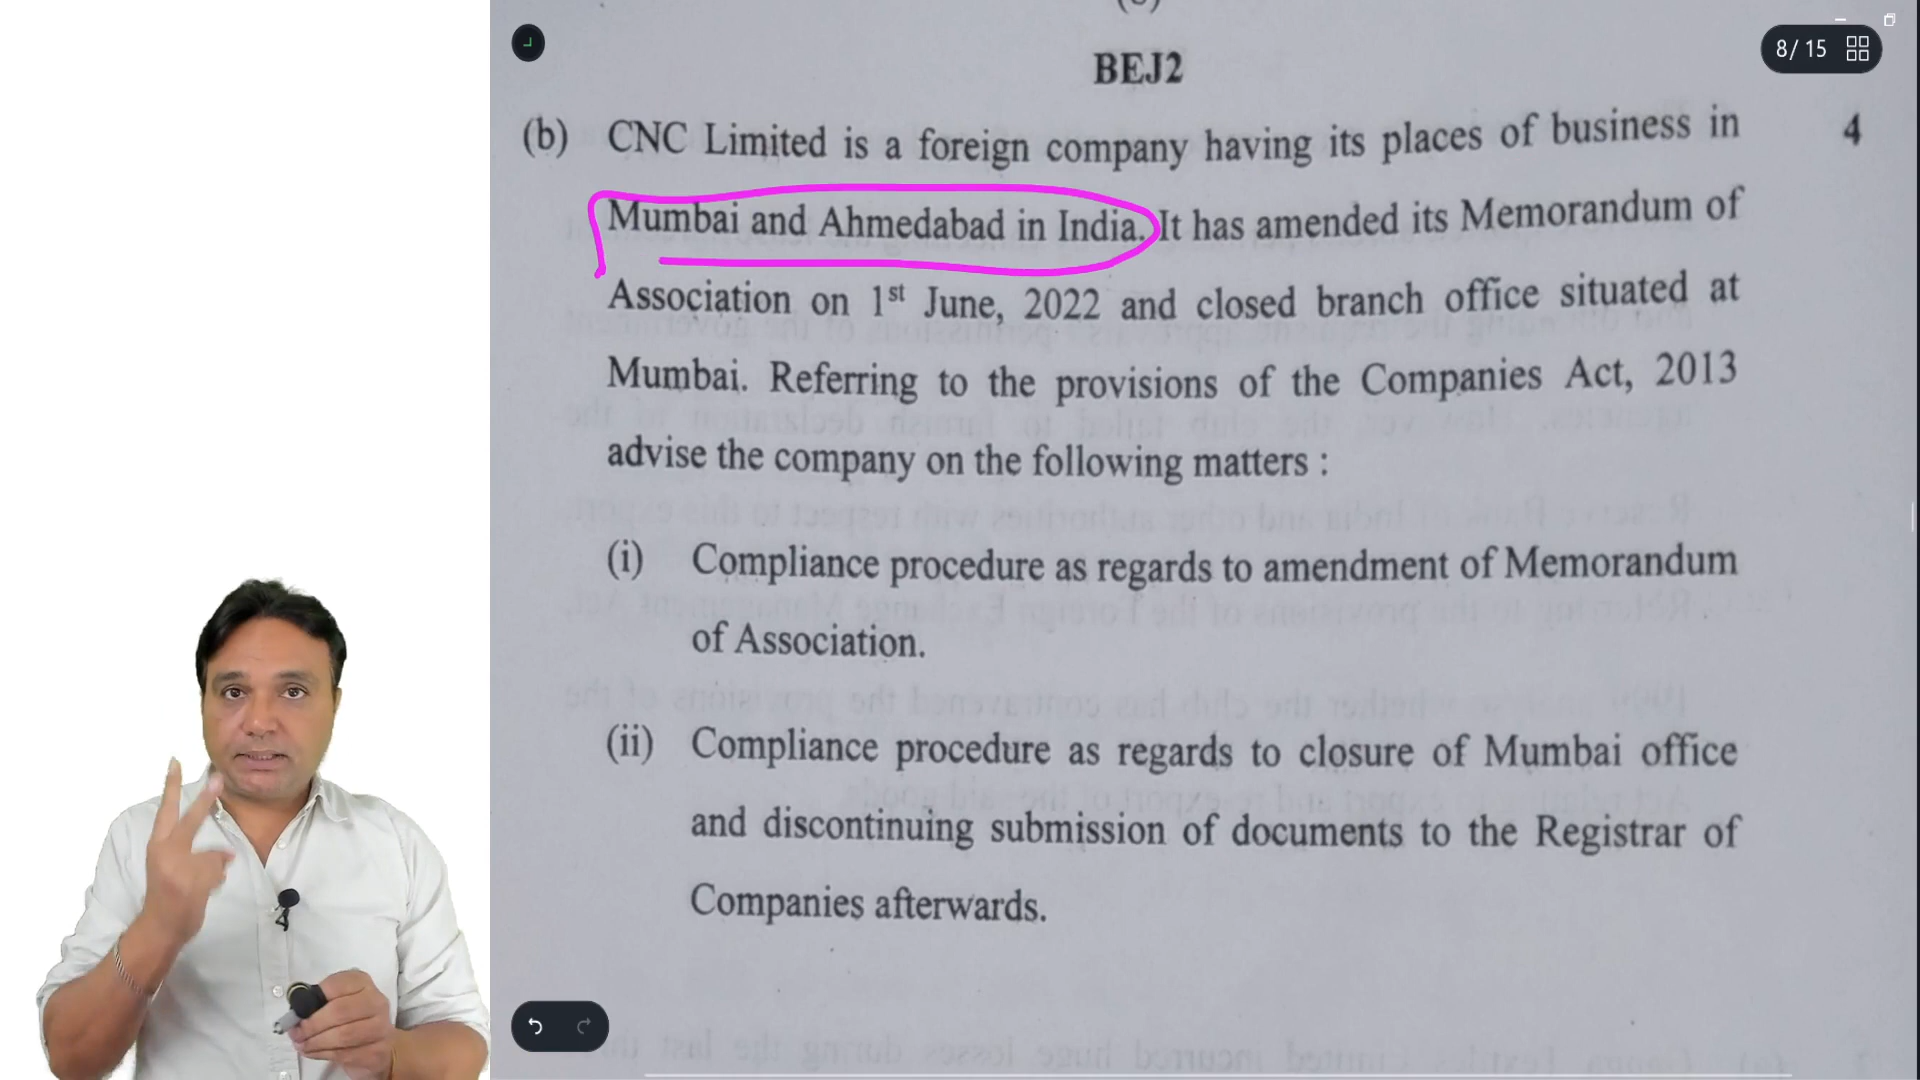 8/ 15
BEJ2
(b) CNC Limited is a foreign company having its places of business in 4
Mumbai and Ahmedabad in India. It has amended its Memorandum of
Association on 1st June, 2022 and closed branch office situated at
Mumbai. Referring to the provisions of the Companies Act, 2013
advise the company on the following matters :
(i) Compliance procedure as regards to amendment of Memorandum
of Association.
(ii) Compliance procedure as regards to closure of Mumbai office
and discontinuing submission of documents to the Registrar of
Companies afterwards.